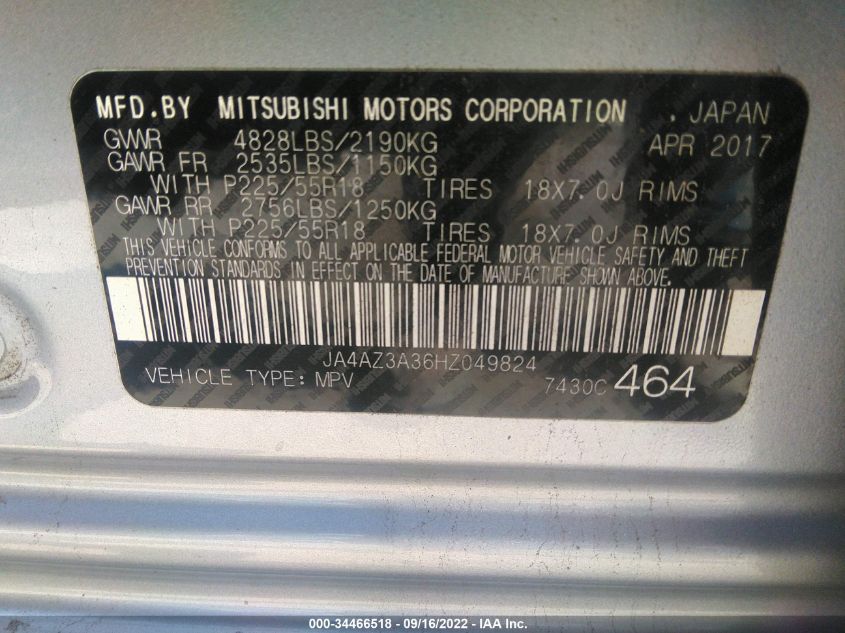 MFD.BY MITSUBISHI MOTORS CORPORATION . JAPAN
GWWR 4828LBS/2190KG APR 2017
GAWR FR 2535LBS/1150KG
WITH P225/55R18 TIRES 18X7.0J RIMS
GAWR RR 2756LBS/1250KG
WITH P225/55R18 TIRES 18X7.0J RIMS
THIS VEHICLE CONFORMS TO ALL APPLICABLE FEDERAL MOTOR VEHICLE SAFETY AND THEFT
PREVENTION STANDARDS IN EFFECT ON THE DATE OF MANUFACTURE SHOWN ABOVE.
JA4AZ3A36HZ049824
VEHICLE TYPE: MPV 7430C 464
000-34466518 - 09/16/2022 - IAA Inc.